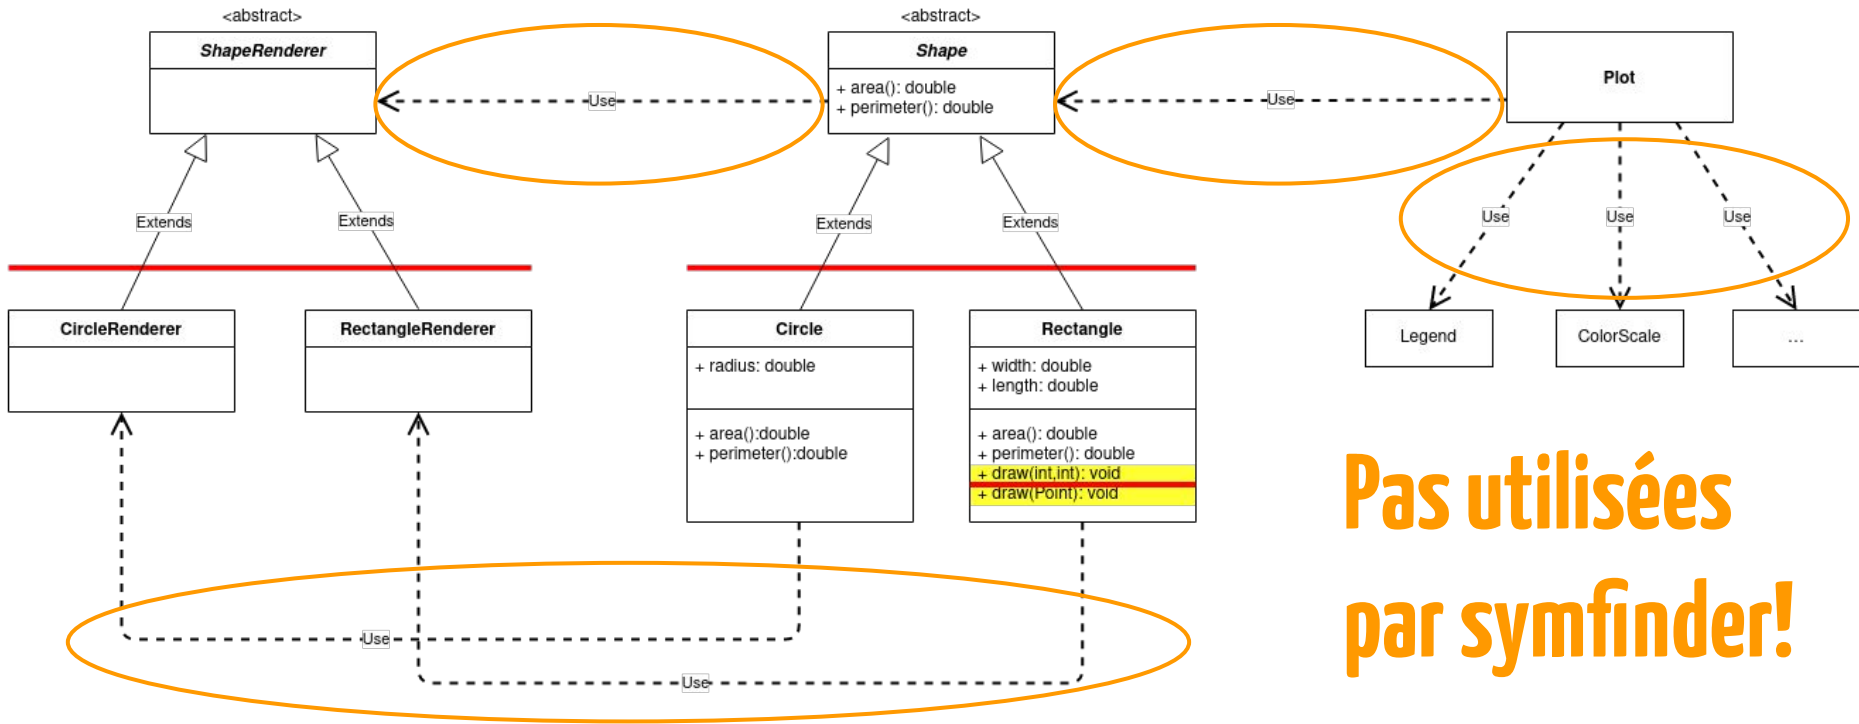 <abstract>
ShapeRenderer
<abstract>
Shape
+ area(): double
+ perimeter(): double
Plot
Use
Use
Extends
Extends
Extends
Extends
Use
Use
Use
CircleRenderer
RectangleRenderer
Circle
+ radius: double
+ area():double
+ perimeter():double
Rectangle
+ width: double
+ length: double
+ area(): double
+ perimeter(): double
+ draw(int,int): void
+ draw(Point): void
Legend
ColorScale
...
Use
Use
Pas utilisées
par symfinder!